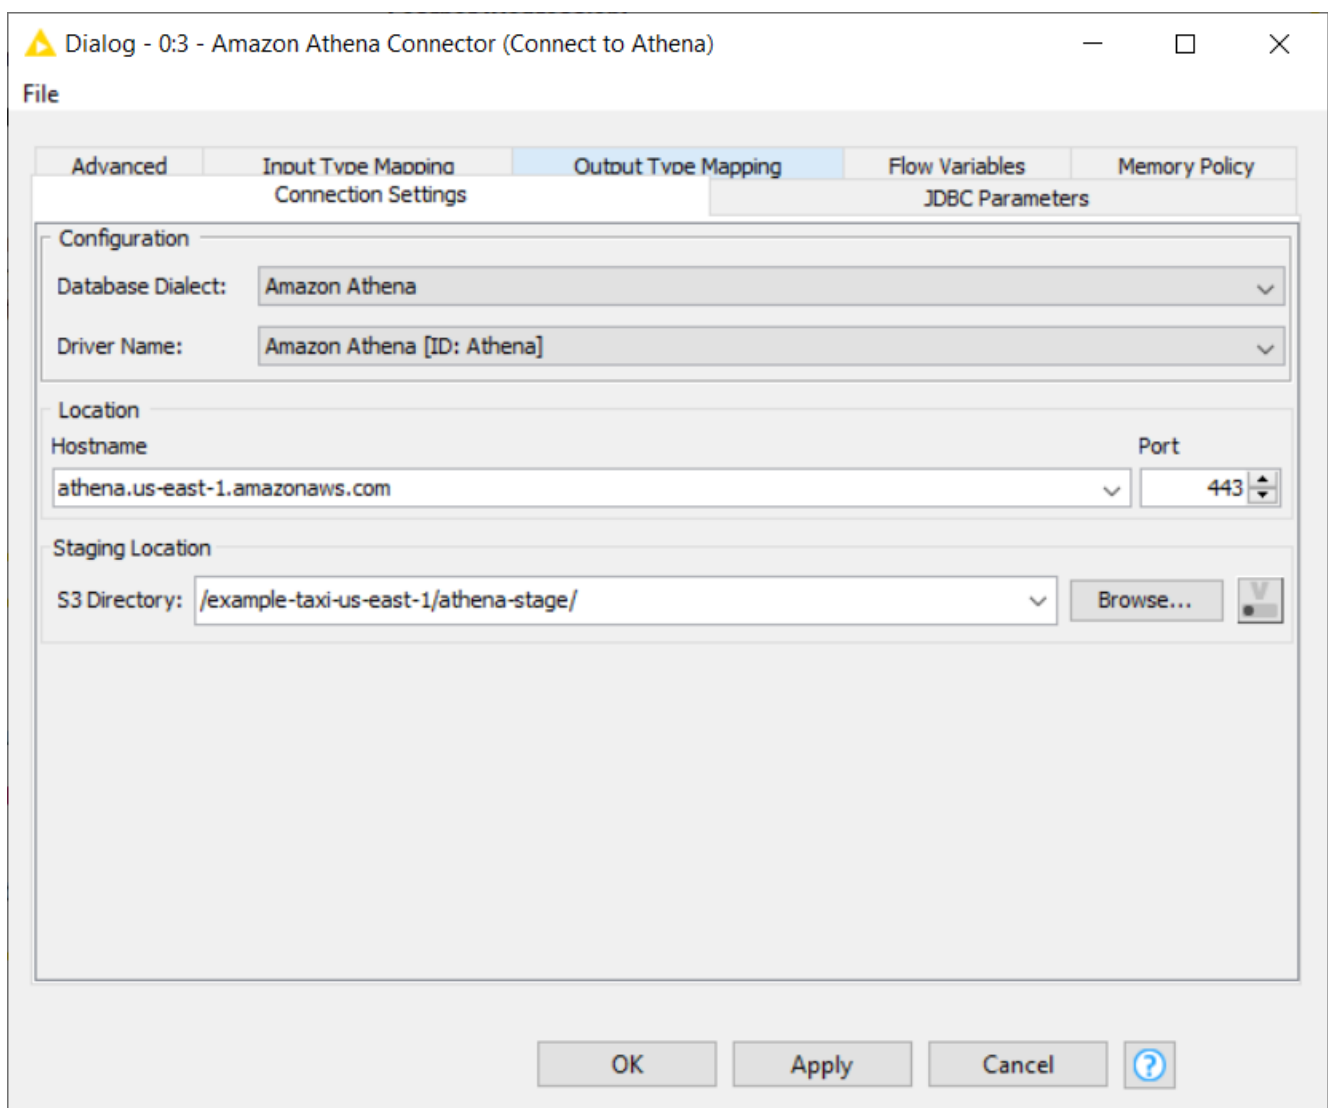 Dialog - 0:3 - Amazon Athena Connector (Connect to Athena)
File
Advanced Input Type Mapping Output Type Mapping Flow Variables Memory Policy
Connection Settings JDBC Parameters
Configuration
Database Dialect: Amazon Athena
Driver Name: Amazon Athena [ID: Athena]
Location
Hostname Port
athena.us-east-1.amazonaws.com 443
Staging Location
S3 Directory: /example-taxi-us-east-1/athena-stage/ Browse... V
OK Apply Cancel ?